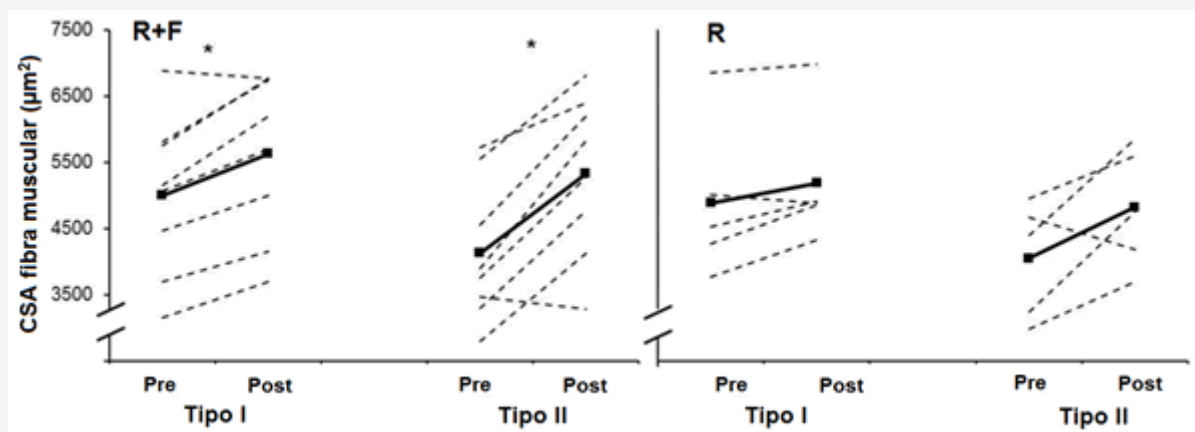 CSA fibra muscular (µm²)
7500
6500
5500
4500
3500
R+F
*
*
R
Pre
Post
Pre
Post
Pre
Post
Pre
Post
Tipo I
Tipo II
Tipo I
Tipo II